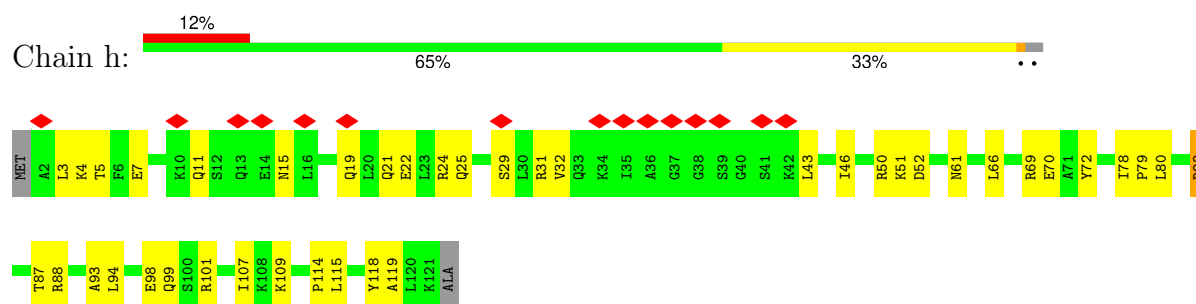 12%
Chain h:
65% 33% • •
MET A2 L3 K4 T5 F6 E7 K10 Q11 S12 Q13 E14 N15 L16 Q19 L20 Q21 E22 L23 R24 Q25 S29 L30 R31 V32 Q33 K34 I35 A36 G37 G38 S39 G40 S41 K42 L43 I46 R50 K51 D52 N61 L66 R69 E70 A71 Y72 I78 P79 L80
T87 R88 A93 L94 E98 Q99 S100 R101 I107 K108 K109 P114 L115 Y118 A119 L120 K121 ALA